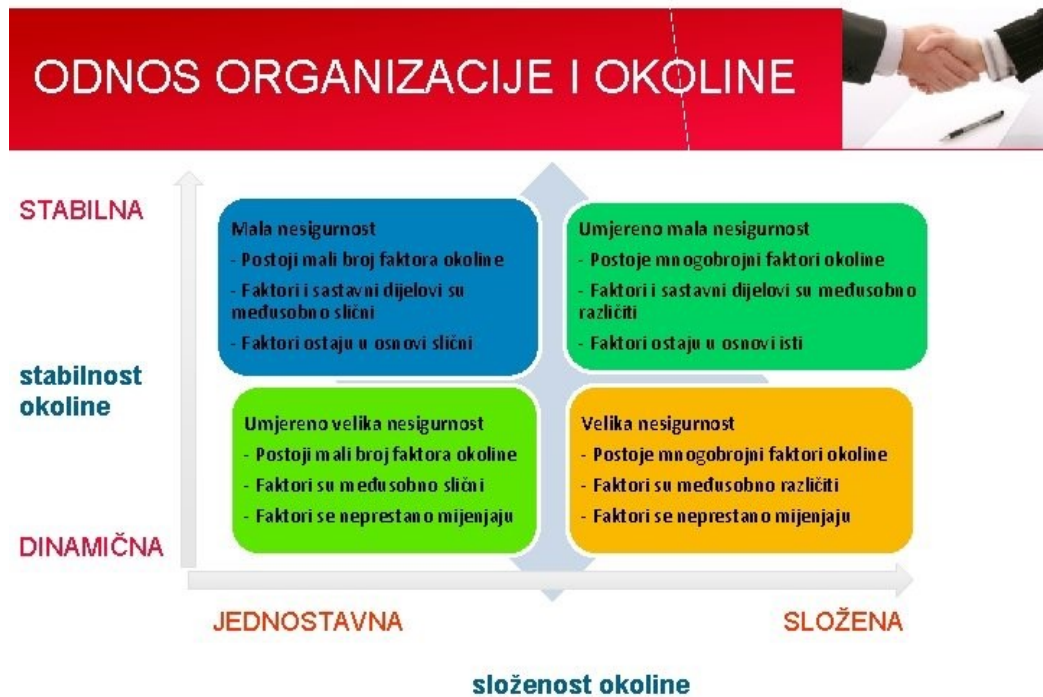 ODNOS ORGANIZACIJE I OKOLINE
STABILNA
Mala nesigurnost
- Postoji mali broj faktora okoline
- Faktori i sastavni dijelovi su
međusobno slični
- Faktori ostaju u osnovi slični
Umjereno mala nesigurnost
- Postoje mnogobrojni faktori okoline
- Faktori i sastavni dijelovi su međusobno
različiti
- Faktori ostaju u osnovi isti
stabilnost
okoline
Umjereno velika nesigurnost
- Postoji mali broj faktora okoline
- Faktori su međusobno slični
- Faktori se neprestano mijenjaju
Velika nesigurnost
- Postoje mnogobrojni faktori okoline
- Faktori su međusobno različiti
- Faktori se neprestano mijenjaju
DINAMIČNA
JEDNOSTAVNA
SLOŽENA
složenost okoline